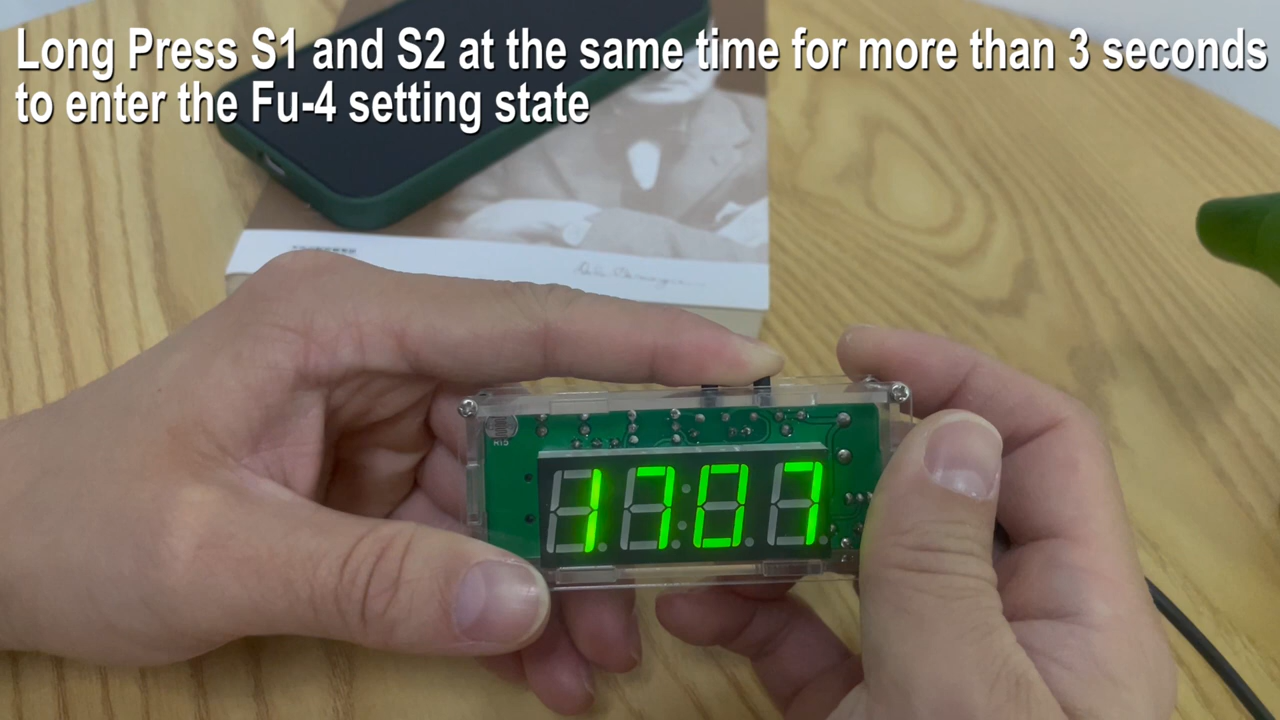 Long Press S1 and S2 at the same time for more than 3 seconds
to enter the Fu-4 setting state
1707